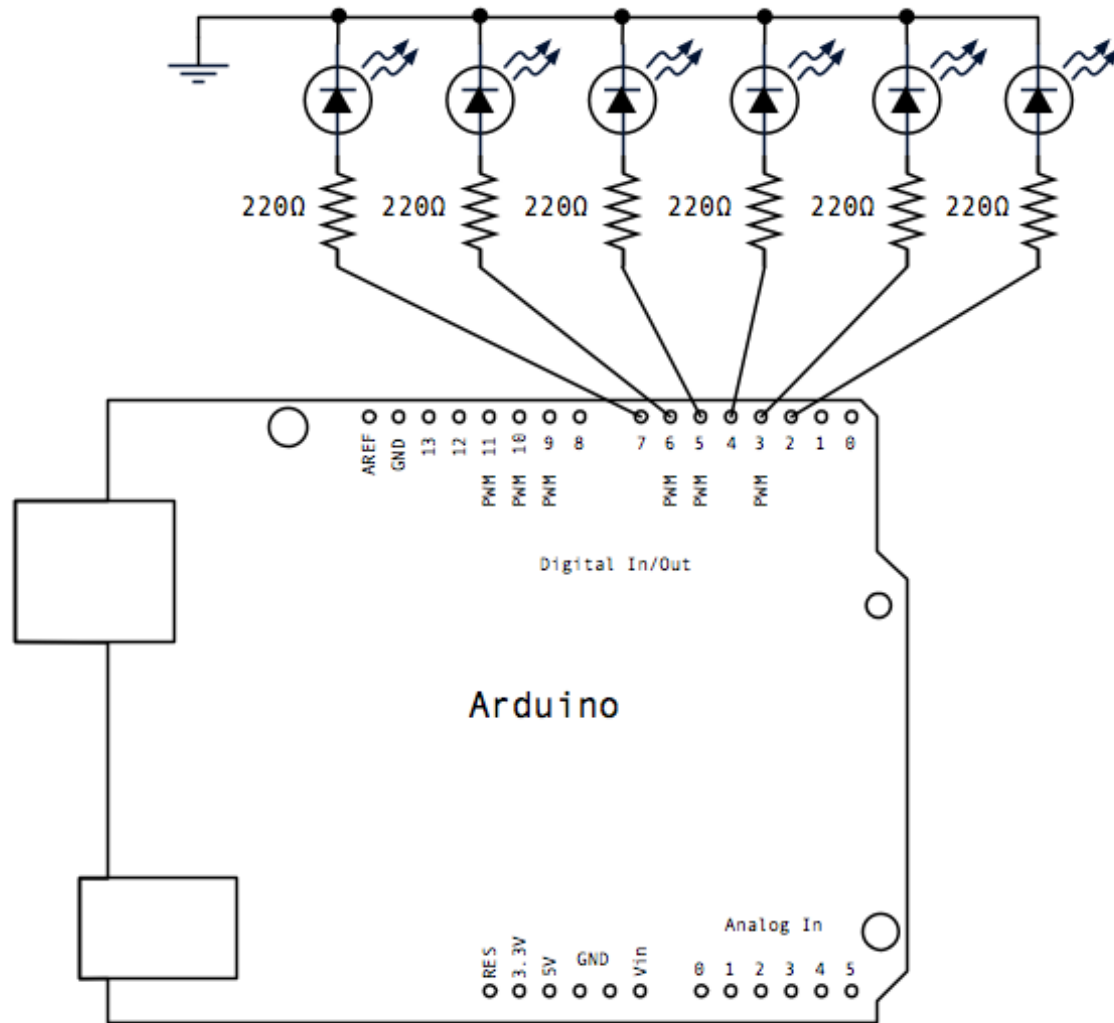 220Ω 220Ω 220Ω 220Ω 220Ω 220Ω
AREF GND 13 12 11 10 9 8 7 6 5 4 3 2 1 0
PWM PWM PWM PWM PWM PWM
Digital In/Out
Arduino
Analog In
RES 3.3V 5V GND Vin 0 1 2 3 4 5